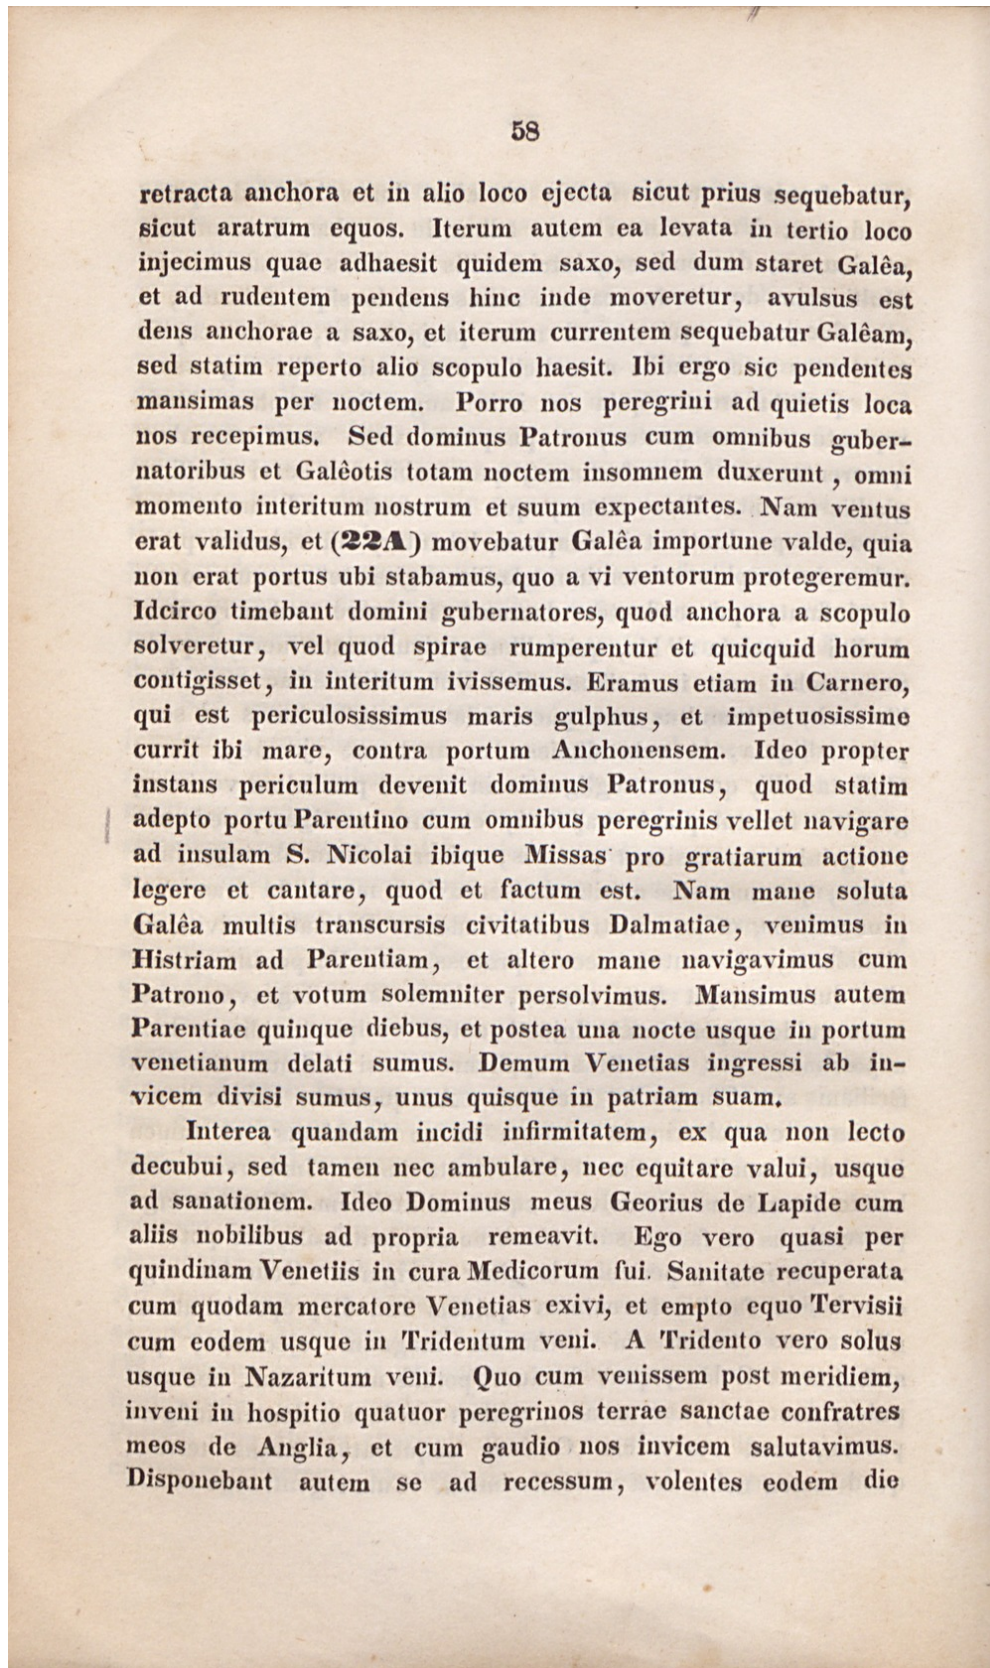 58
retracta anchora et in alio loco ejecta sicut prius sequebatur,
sicut aratrum equos. Iterum autem ea levata in tertio loco
injecimus quae adhaesit quidem saxo, sed dum staret Galêa,
et ad rudentem pendens hinc inde moveretur, avulsus est
dens anchorae a saxo, et iterum currentem sequebatur Galêam,
sed statim reperto alio scopulo haesit. Ibi ergo sic pendentes
mansimas per noctem. Porro nos peregrini ad quietis loca
nos recepimus. Sed dominus Patronus cum omnibus guber-
natoribus et Galêotis totam noctem insomnem duxerunt, omni
momento interitum nostrum et suum expectantes. Nam ventus
erat validus, et (22A) movebatur Galêa importune valde, quia
non erat portus ubi stabamus, quo a vi ventorum protegeremur.
Idcirco timebant domini gubernatores, quod anchora a scopulo
solveretur, vel quod spirae rumperentur et quicquid horum
contigisset, in interitum ivissemus. Eramus etiam in Carnero,
qui est periculosissimus maris gulphus, et impetuosissime
currit ibi mare, contra portum Anchonensem. Ideo propter
instans periculum devenit dominus Patronus, quod statim
adepto portu Parentino cum omnibus peregrinis vellet navigare
ad insulam S. Nicolai ibique Missas pro gratiarum actione
legere et cantare, quod et factum est. Nam mane soluta
Galêa multis transcursis civitatibus Dalmatiae, venimus in
Histriam ad Parentiam, et altero mane navigavimus cum
Patrono, et votum solemniter persolvimus. Mansimus autem
Parentiae quinque diebus, et postea una nocte usque in portum
venetianum delati sumus. Demum Venetias ingressi ab in-
vicem divisi sumus, unus quisque in patriam suam.
Interea quandam incidi infirmitatem, ex qua non lecto
decubui, sed tamen nec ambulare, nec equitare valui, usque
ad sanationem. Ideo Dominus meus Georius de Lapide cum
aliis nobilibus ad propria remeavit. Ego vero quasi per
quindinam Venetiis in cura Medicorum fui. Sanitate recuperata
cum quodam mercatore Venetias exivi, et empto equo Tervisii
cum eodem usque in Tridentum veni. A Tridento vero solus
usque in Nazaritum veni. Quo cum venissem post meridiem,
inveni in hospitio quatuor peregrinos terrae sanctae confratres
meos de Anglia, et cum gaudio nos invicem salutavimus.
Disponebant autem se ad recessum, volentes eodem die